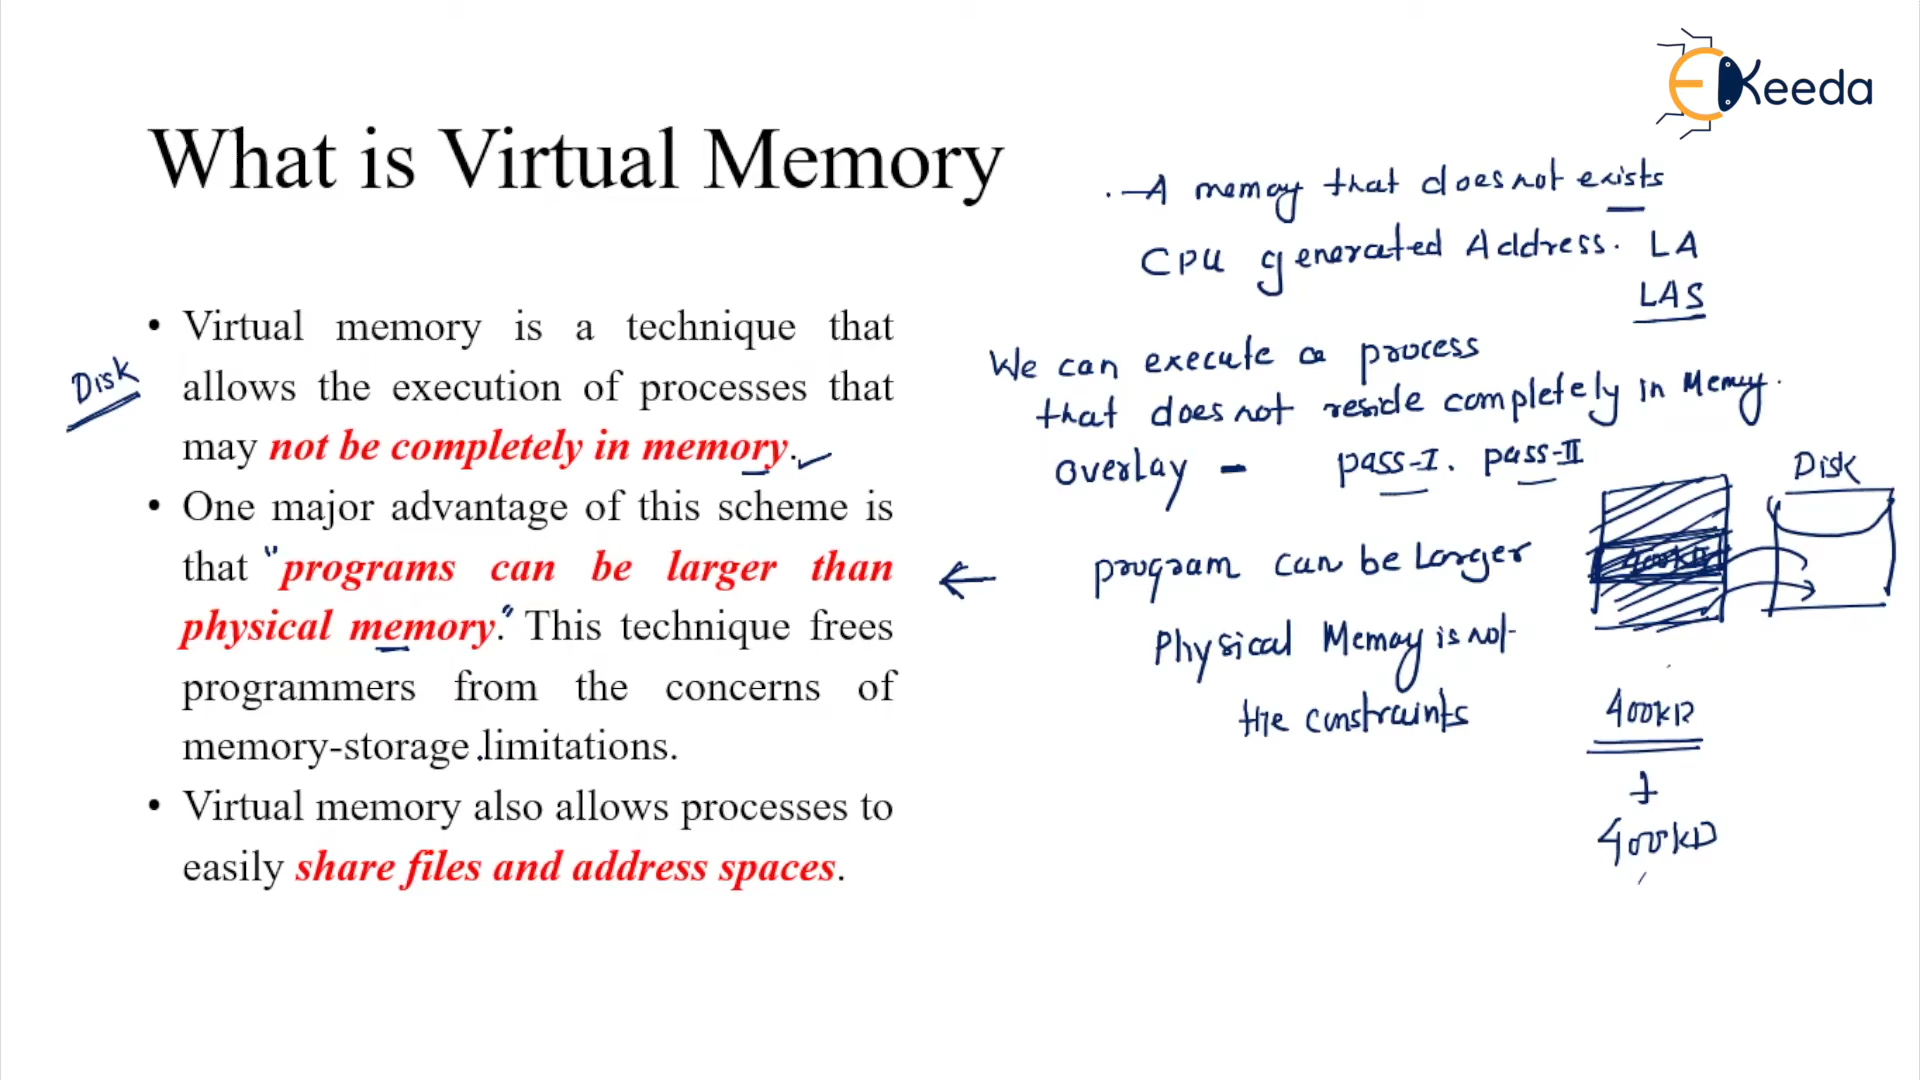 EKeeda
What is Virtual Memory
• Virtual memory is a technique that
allows the execution of processes that
may not be completely in memory.
• One major advantage of this scheme is
that "programs can be larger than
physical memory." This technique frees
programmers from the concerns of
memory-storage limitations.
• Virtual memory also allows processes to
easily share files and address spaces.
Disk
A memory that does not exists
CPU generated Address. LA
LAS
We can execute a process
that does not reside completely in Memory.
overlay - pass-I. pass-II
Disk
program can be Larger
Physical Memory is not
the constraints
400KB
+
400KB